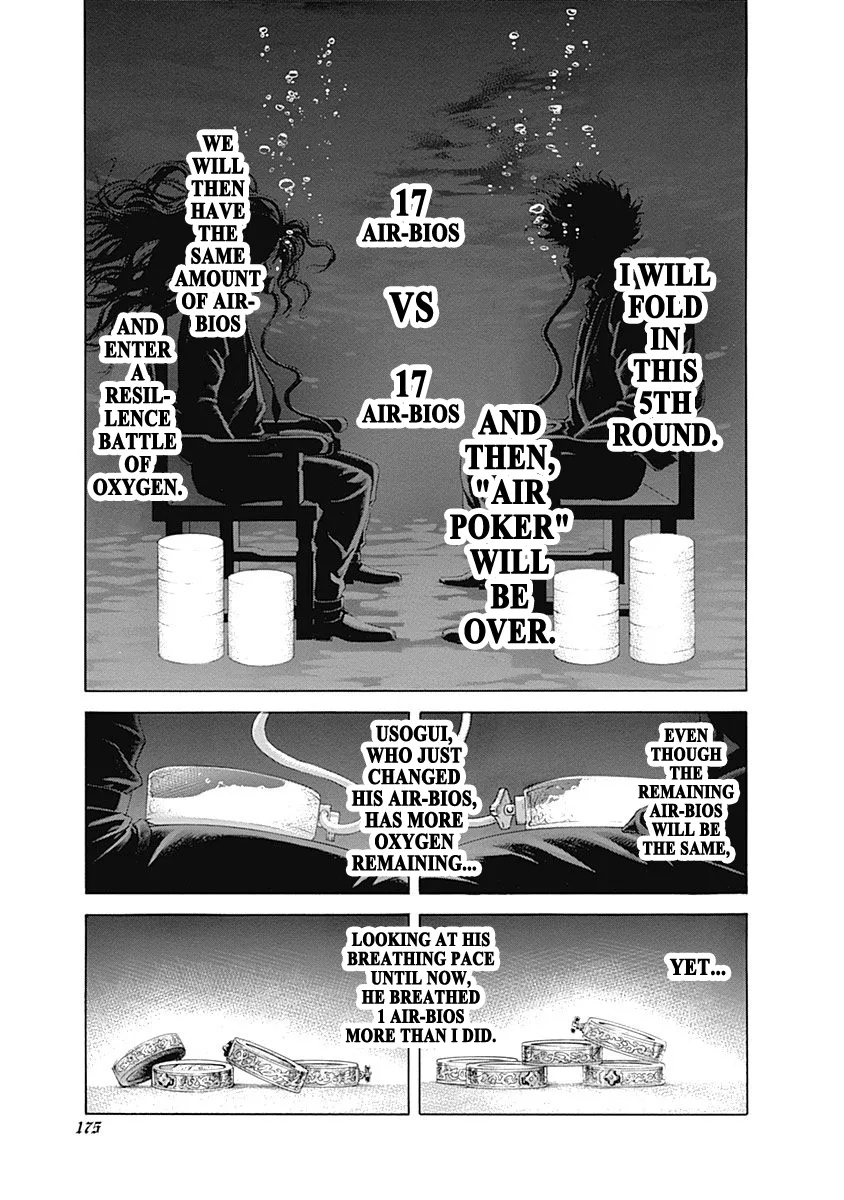 I WILL
FOLD
IN
THIS
5TH
ROUND.
AND
THEN,
"AIR
POKER"
WILL
BE
OVER.
17
AIR-BIOS
VS
17
AIR-BIOS
WE
WILL
THEN
HAVE
THE
SAME
AMOUNT
OF AIR-
BIOS
AND
ENTER
A
RESIL-
LENCE
BATTLE
OF
OXYGEN.
EVEN
THOUGH
THE
REMAINING
AIR-BIOS
WILL BE
THE SAME,
USOGUI,
WHO JUST
CHANGED
HIS AIR-BIOS,
HAS MORE
OXYGEN
REMAINING...
YET...
LOOKING AT HIS
BREATHING PACE
UNTIL NOW,
HE BREATHED
1 AIR-BIOS
MORE THAN I DID.
175